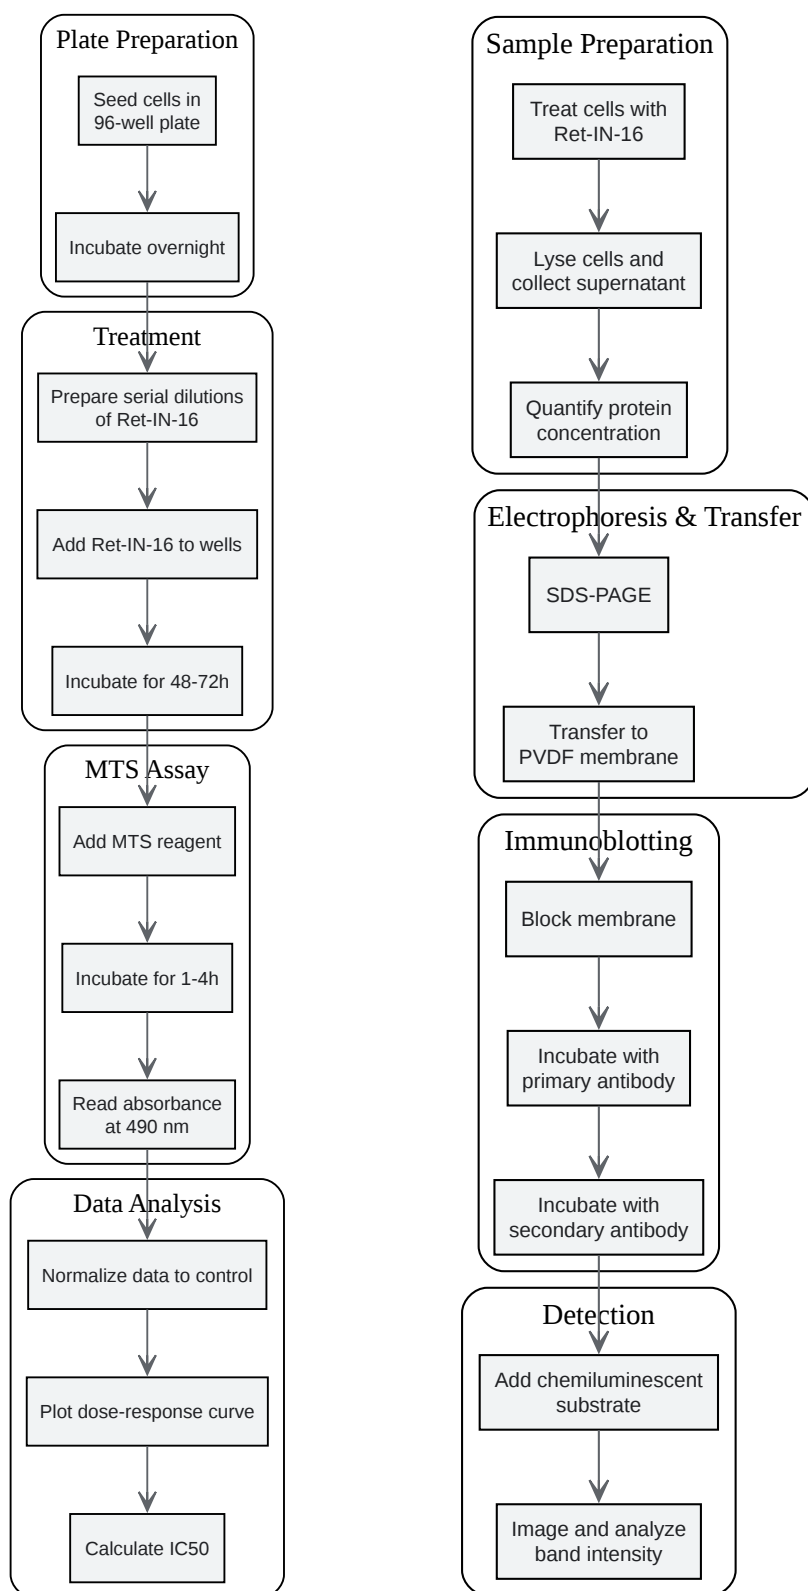 Plate Preparation
Seed cells in
96-well plate
Incubate overnight
Treatment
Prepare serial dilutions
of Ret-IN-16
Add Ret-IN-16 to wells
Incubate for 48-72h
MTS Assay
Add MTS reagent
Incubate for 1-4h
Read absorbance
at 490 nm
Data Analysis
Normalize data to control
Plot dose-response curve
Calculate IC50
Sample Preparation
Treat cells with
Ret-IN-16
Lyse cells and
collect supernatant
Quantify protein
concentration
Electrophoresis & Transfer
SDS-PAGE
Transfer to
PVDF membrane
Immunoblotting
Block membrane
Incubate with
primary antibody
Incubate with
secondary antibody
Detection
Add chemiluminescent
substrate
Image and analyze
band intensity